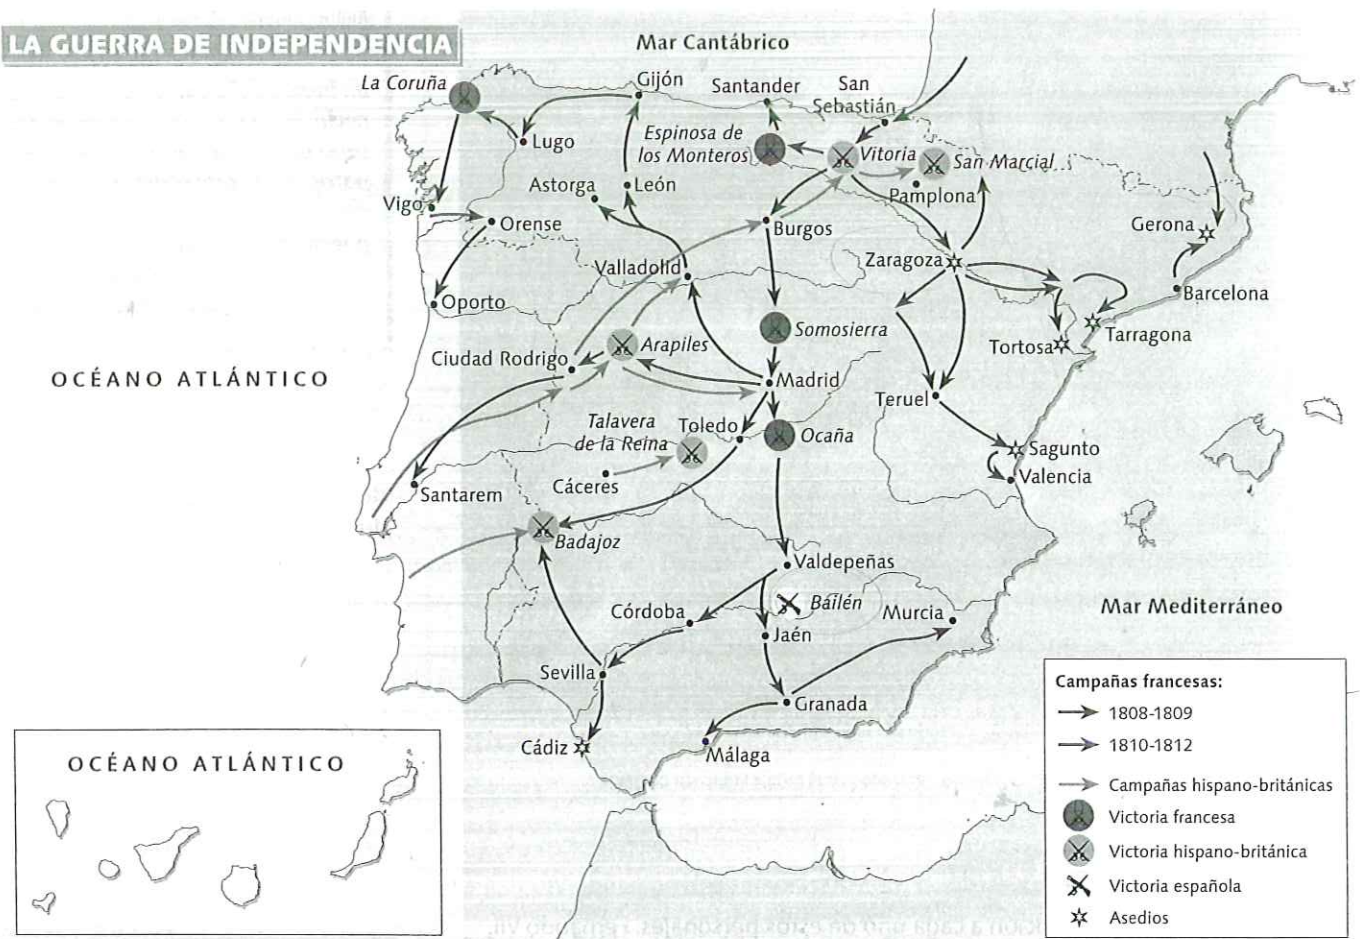 LA GUERRA DE INDEPENDENCIA
Mar Cantábrico
La Coruña
Gijón
Santander
San
Sebastián
Lugo
Espinosa de
los Monteros
Vitoria
San Marcial
Astorga
León
Pamplona
Vigo
Orense
Burgos
Gerona
Zaragoza
Valladolid
Oporto
Barcelona
Somosierra
Tarragona
Arapiles
Tortosa
Ciudad Rodrigo
OCÉANO ATLÁNTICO
Madrid
Teruel
Talavera
de la Reina
Toledo
Ocaña
Sagunto
Cáceres
Valencia
Santarem
Badajoz
Valdepeñas
Bailén
Córdoba
Murcia
Mar Mediterráneo
Jaén
Sevilla
Granada
Cádiz
Málaga
OCÉANO ATLÁNTICO
Campañas francesas:
1808-1809
1810-1812
Campañas hispano-británicas
Victoria francesa
Victoria hispano-británica
Victoria española
Asedios